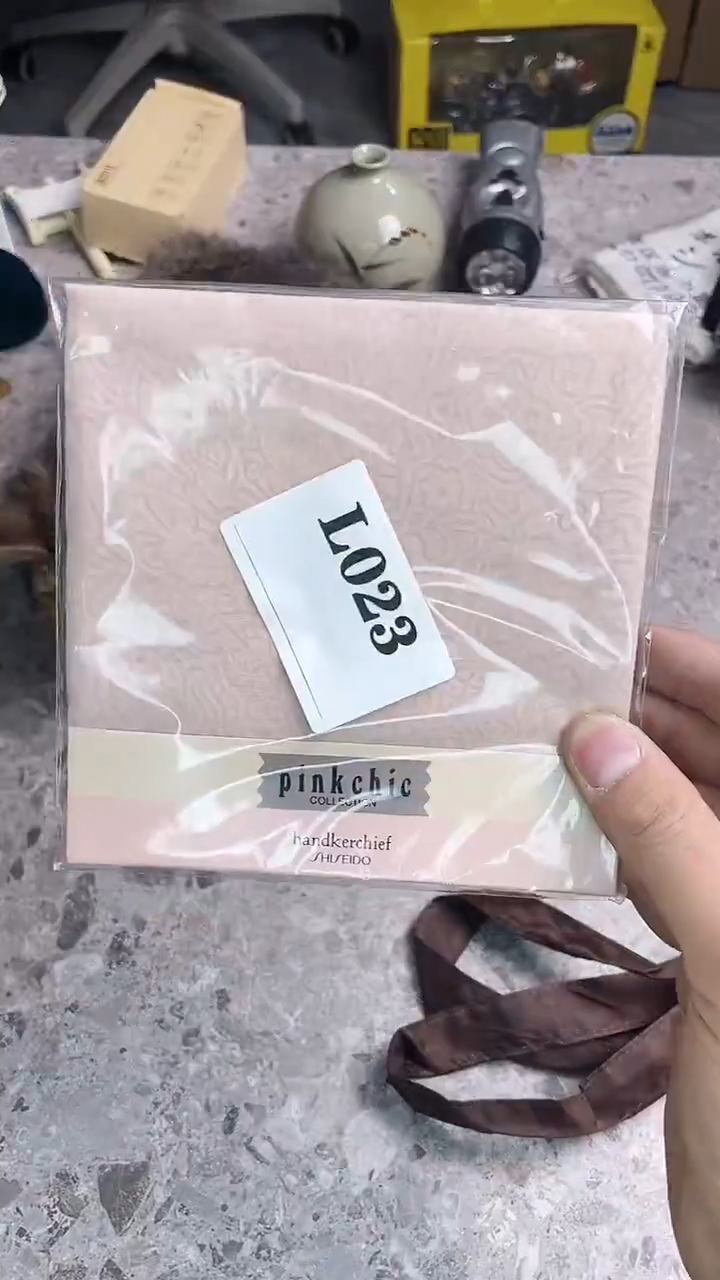 L023
pinkchic
COLLECTION
handkerchief
SHISEIDO